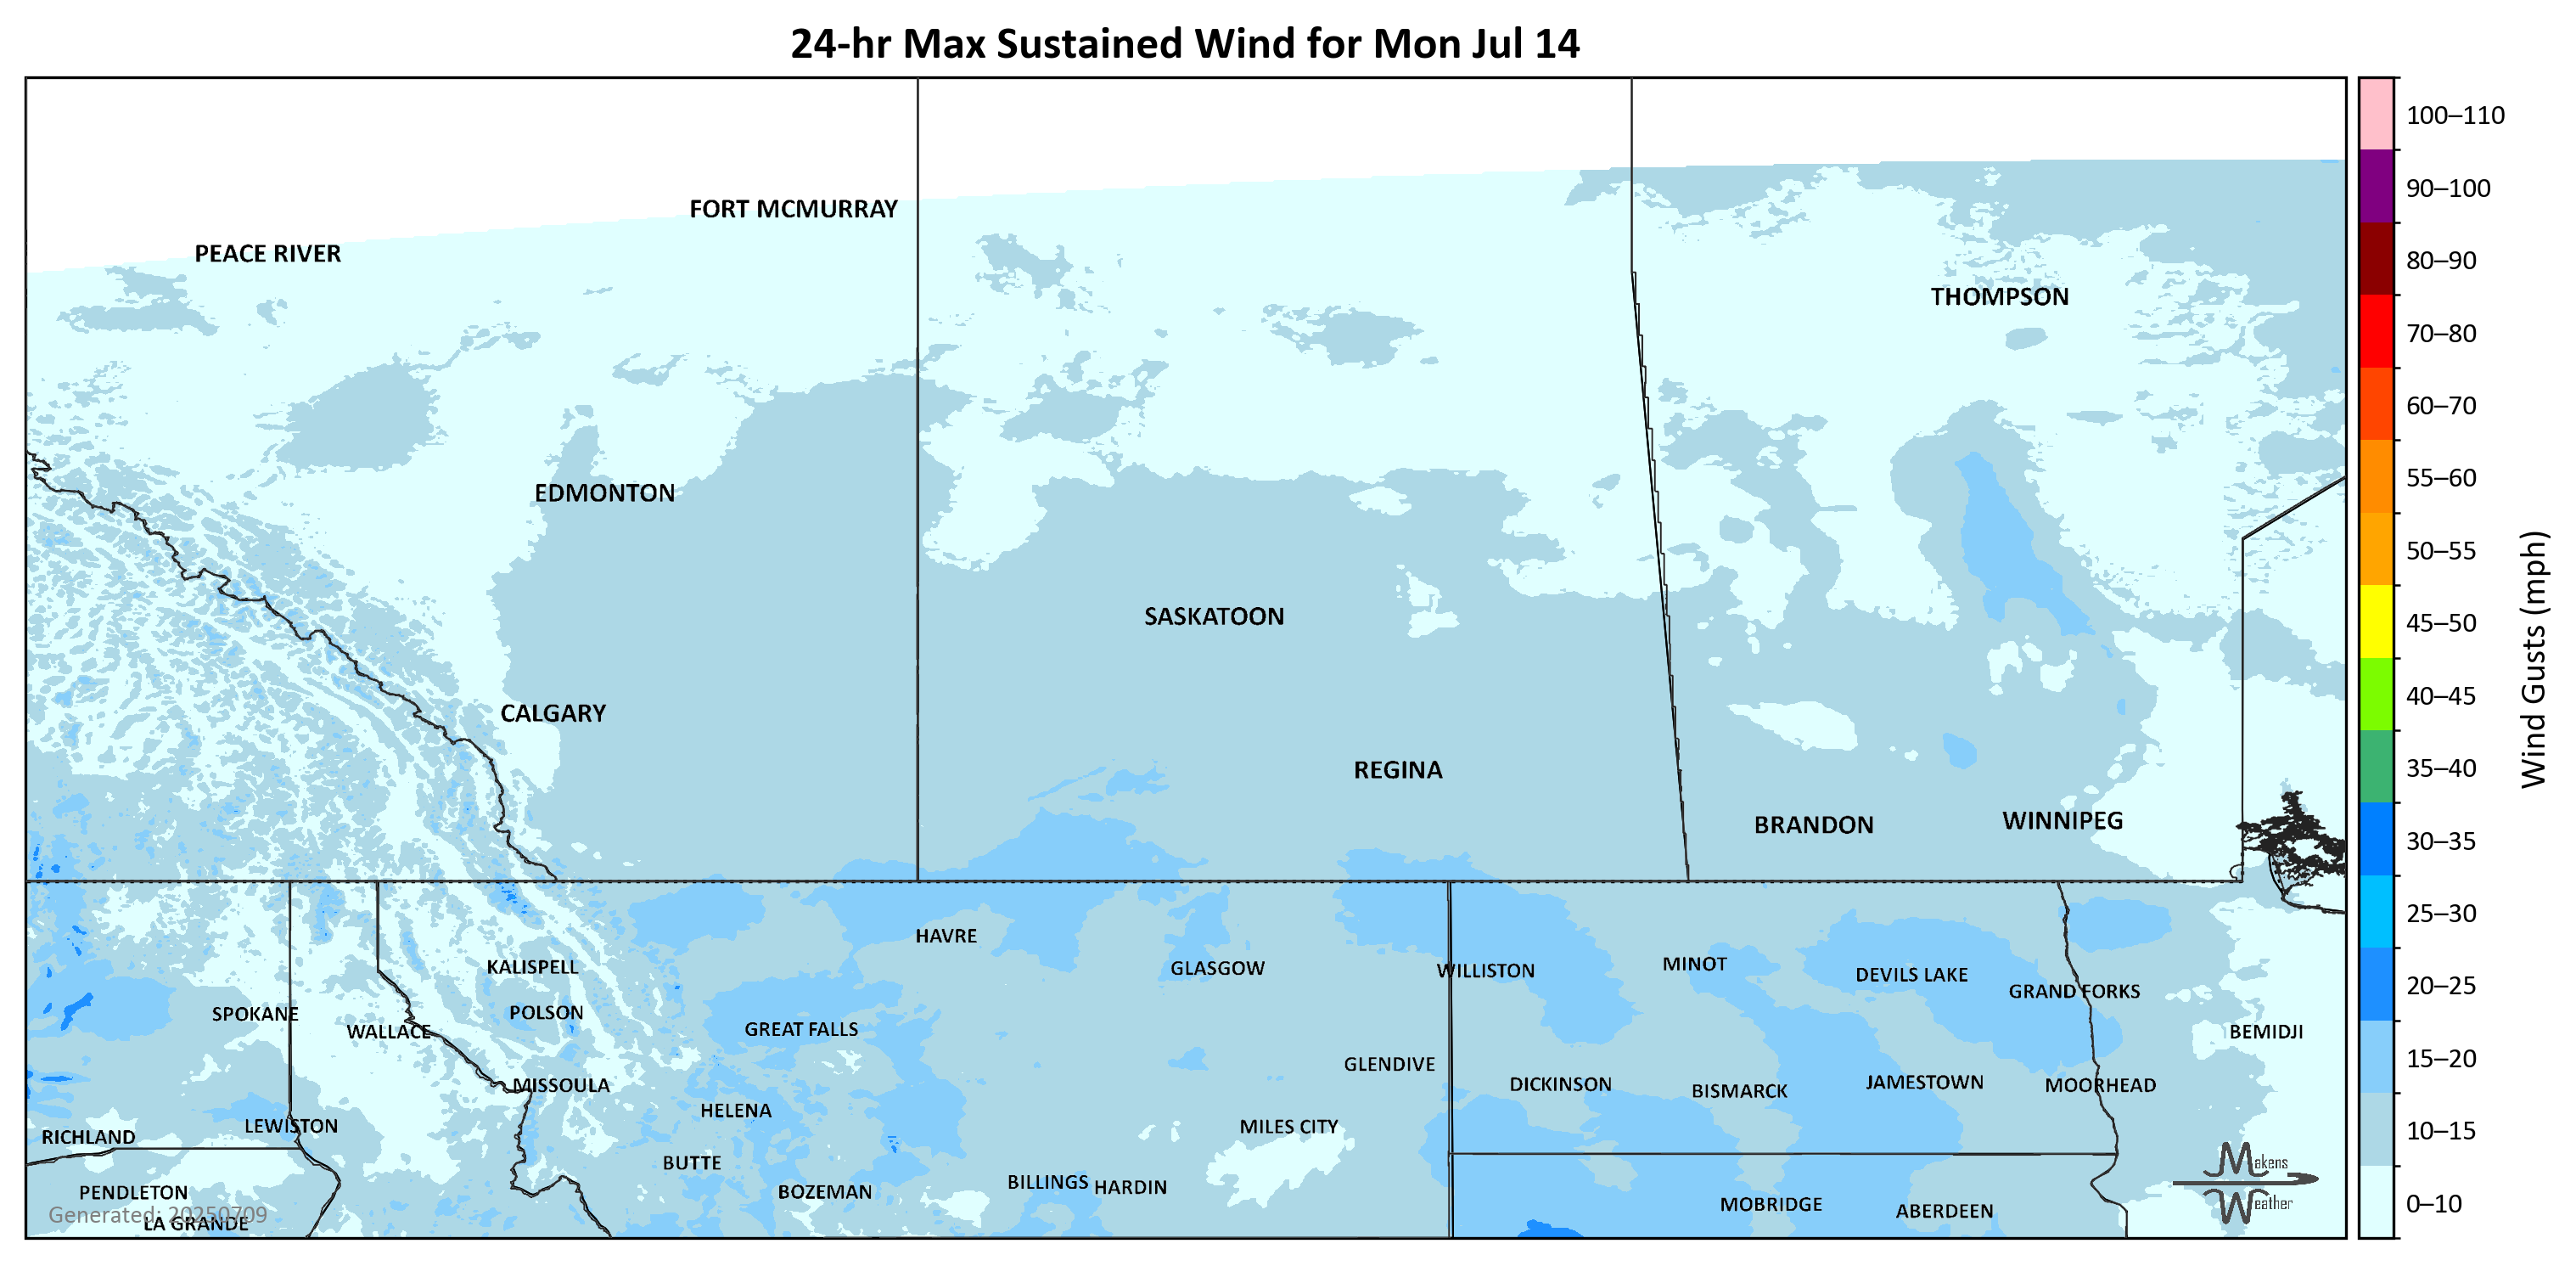 24-hr Max Sustained Wind for Mon Jul 14
100–110
90–100
80–90
70–80
60–70
55–60
50–55
45–50
40–45
35–40
30–35
25–30
20–25
15–20
10–15
0–10
Wind Gusts (mph)
FORT MCMURRAY
PEACE RIVER
THOMPSON
EDMONTON
SASKATOON
CALGARY
REGINA
BRANDON
WINNIPEG
HAVRE
KALISPELL
GLASGOW
WILLISTON
MINOT
DEVILS LAKE
GRAND FORKS
SPOKANE
POLSON
WALLACE
GREAT FALLS
BEMIDJI
GLENDIVE
MISSOULA
DICKINSON
BISMARCK
JAMESTOWN
MOORHEAD
HELENA
LEWISTON
MILES CITY
RICHLAND
BUTTE
PENDLETON
BOZEMAN
BILLINGS
HARDIN
MOBRIDGE
ABERDEEN
Generated: 20250709
LA GRANDE
Makens
Weather